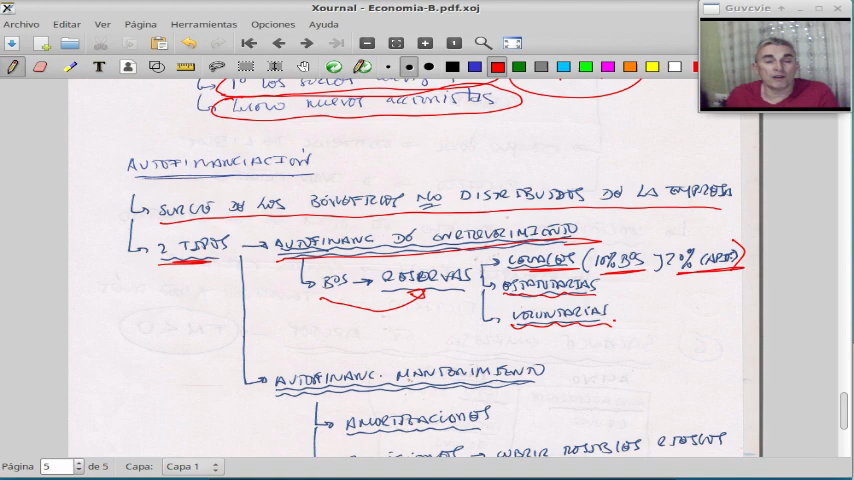 Xournal - Economia-B.pdf.xoj
Guvcvie
Archivo Editar Ver Página Herramientas Opciones Ayuda
LUEGO NUEVOS ACCIONISTAS
AUTOFINANCIACIÓN
SURGE DE LOS BENEFICIOS NO DISTRIBUIDOS DE LA EMPRESA
2 TIPOS → AUTOFINANC DE ENRIQUECIMIENTO
BOS → RESERVAS
LEGALES (10% BOS] 20% (
ESTATUTARIAS
VOLUNTARIAS
AUTOFINANC. MANTENIMIENTO
AMORTIZACIONES
→ CUBRIR POSIBLES RIESGOS
Página 5 de 5 Capa: Capa 1